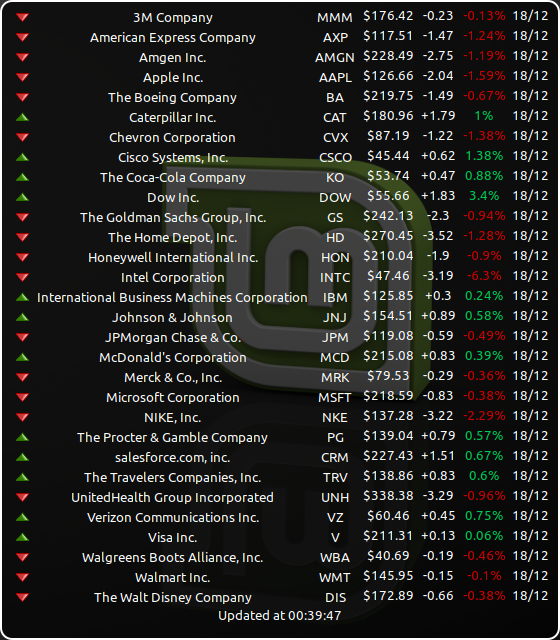 3M Company MMM $176.42 -0.23 -0.13% 18/12
American Express Company AXP $117.51 -1.47 -1.24% 18/12
Amgen Inc. AMGN $228.49 -2.75 -1.19% 18/12
Apple Inc. AAPL $126.66 -2.04 -1.59% 18/12
The Boeing Company BA $219.75 -1.49 -0.67% 18/12
Caterpillar Inc. CAT $180.96 +1.79 1% 18/12
Chevron Corporation CVX $87.19 -1.22 -1.38% 18/12
Cisco Systems, Inc. CSCO $45.44 +0.62 1.38% 18/12
The Coca-Cola Company KO $53.74 +0.47 0.88% 18/12
Dow Inc. DOW $55.66 +1.83 3.4% 18/12
The Goldman Sachs Group, Inc. GS $242.13 -2.3 -0.94% 18/12
The Home Depot, Inc. HD $270.45 -3.52 -1.28% 18/12
Honeywell International Inc. HON $210.04 -1.9 -0.9% 18/12
Intel Corporation INTC $47.46 -3.19 -6.3% 18/12
International Business Machines Corporation IBM $125.85 +0.3 0.24% 18/12
Johnson & Johnson JNJ $154.51 +0.89 0.58% 18/12
JPMorgan Chase & Co. JPM $119.08 -0.59 -0.49% 18/12
McDonald's Corporation MCD $215.08 +0.83 0.39% 18/12
Merck & Co., Inc. MRK $79.53 -0.29 -0.36% 18/12
Microsoft Corporation MSFT $218.59 -0.83 -0.38% 18/12
NIKE, Inc. NKE $137.28 -3.22 -2.29% 18/12
The Procter & Gamble Company PG $139.04 +0.79 0.57% 18/12
salesforce.com, inc. CRM $227.43 +1.51 0.67% 18/12
The Travelers Companies, Inc. TRV $138.86 +0.83 0.6% 18/12
UnitedHealth Group Incorporated UNH $338.38 -3.29 -0.96% 18/12
Verizon Communications Inc. VZ $60.46 +0.45 0.75% 18/12
Visa Inc. V $211.31 +0.13 0.06% 18/12
Walgreens Boots Alliance, Inc. WBA $40.69 -0.19 -0.46% 18/12
Walmart Inc. WMT $145.95 -0.15 -0.1% 18/12
The Walt Disney Company DIS $172.89 -0.66 -0.38% 18/12
Updated at 00:39:47